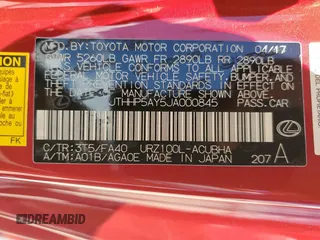 MFD.BY:TOYOTA MOTOR CORPORATION 04/17
GVWR 5260LB GAWR FR 2890LB RR 2890LB
THIS VEHICLE CONFORMS TO ALL APPLICABLE
FEDERAL MOTOR VEHICLE SAFETY, BUMPER, AND
THEFT PREVENTION STANDARDS IN EFFECT ON
THE DATE OF MANUFACTURE SHOWN ABOVE.
JTHHP5AY5JA000845 PASS. CAR
LEXUS
C/TR:3T5/FA40 URZ100L-ACUBHA
A/TM:A01B/AGA0E MADE IN JAPAN 207 A
FK
DREAMBID